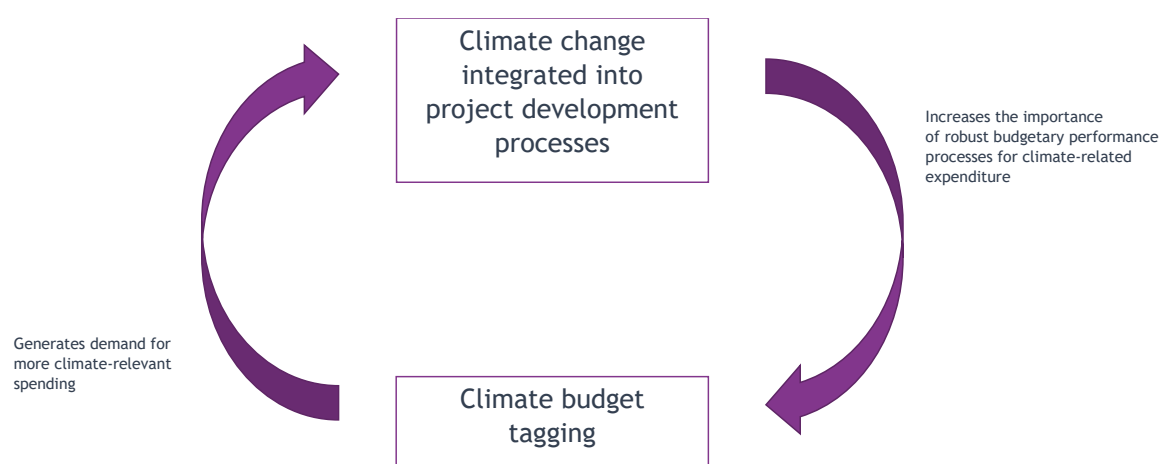 Climate change
integrated into
project development
processes
Increases the importance
of robust budgetary performance
processes for climate-related
expenditure
Generates demand for
more climate-relevant
spending
Climate budget
tagging